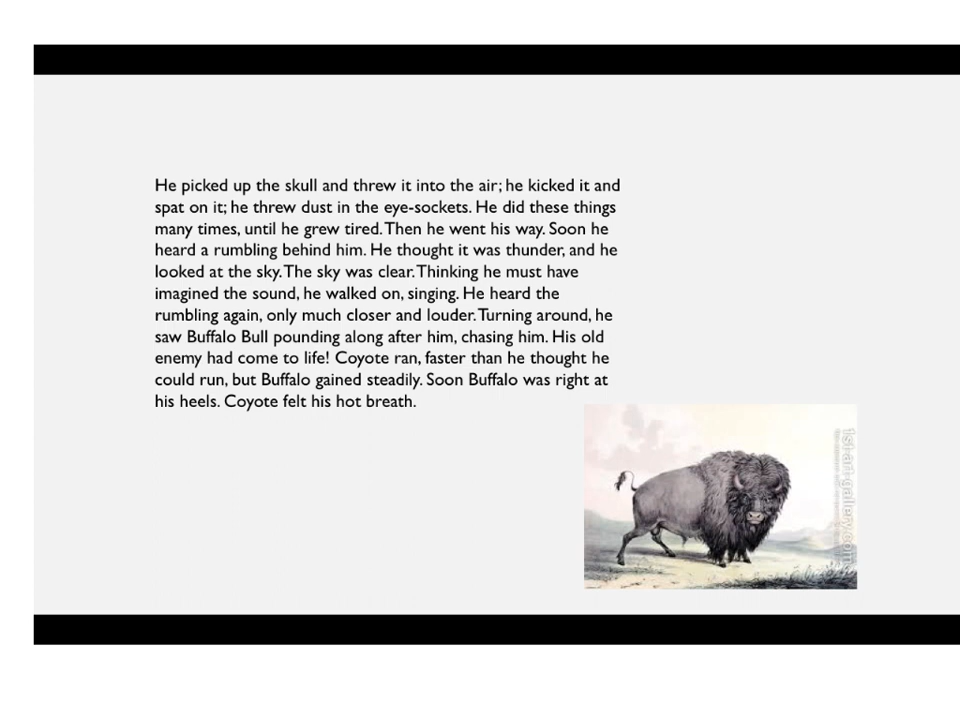 He picked up the skull and threw it into the air; he kicked it and
spat on it; he threw dust in the eye-sockets. He did these things
many times, until he grew tired. Then he went his way. Soon he
heard a rumbling behind him. He thought it was thunder, and he
looked at the sky. The sky was clear. Thinking he must have
imagined the sound, he walked on, singing. He heard the
rumbling again, only much closer and louder. Turning around, he
saw Buffalo Bull pounding along after him, chasing him. His old
enemy had come to life! Coyote ran, faster than he thought he
could run, but Buffalo gained steadily. Soon Buffalo was right at
his heels. Coyote felt his hot breath.
1st-art-gallery.com